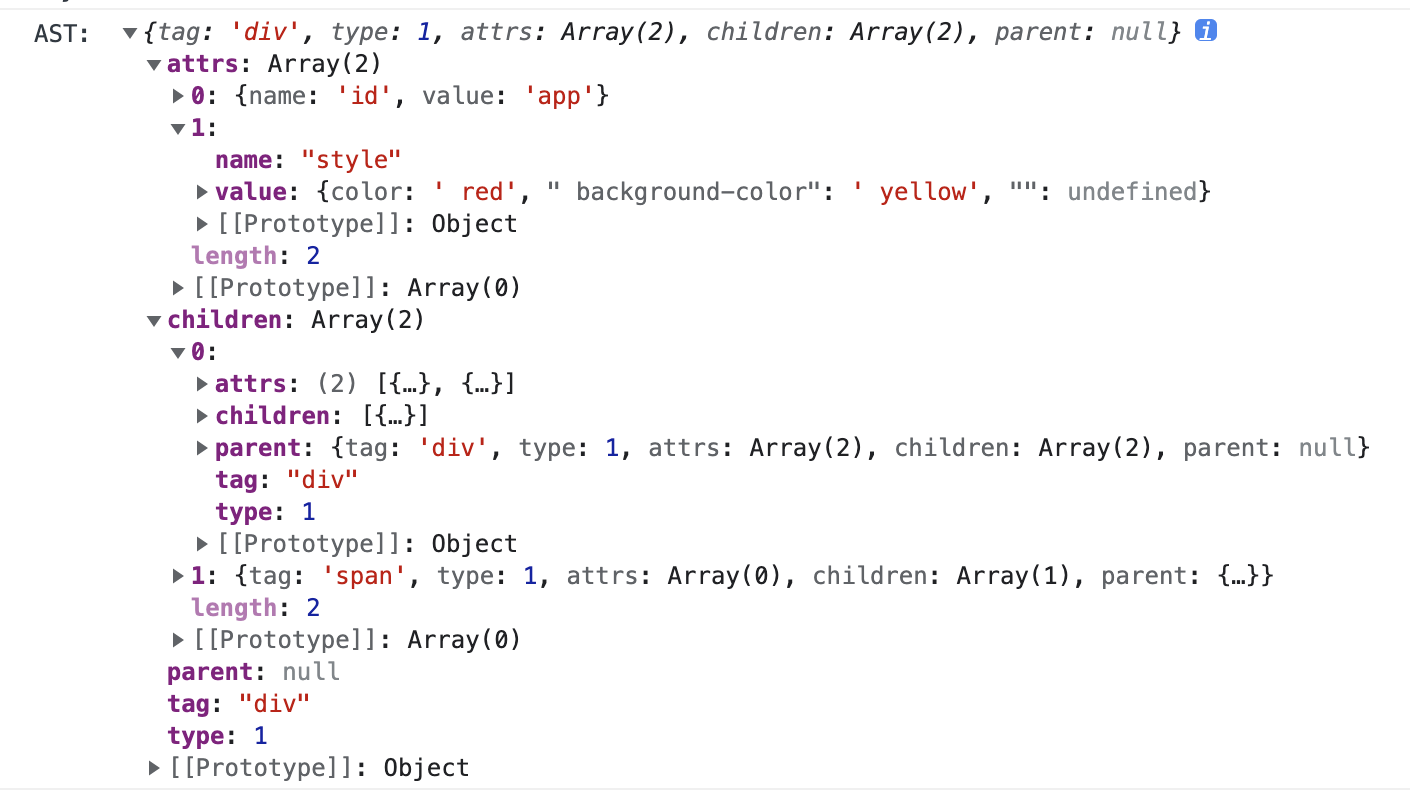 AST: ▼{tag: 'div', type: 1, attrs: Array(2), children: Array(2), parent: null} i
▼attrs: Array(2)
▶0: {name: 'id', value: 'app'}
▼1:
name: "style"
▶value: {color: ' red', " background-color": ' yellow', "": undefined}
▶[[Prototype]]: Object
length: 2
▶[[Prototype]]: Array(0)
▼children: Array(2)
▼0:
▶attrs: (2) [{…}, {…}]
▶children: [{…}]
▶parent: {tag: 'div', type: 1, attrs: Array(2), children: Array(2), parent: null}
tag: "div"
type: 1
▶[[Prototype]]: Object
▶1: {tag: 'span', type: 1, attrs: Array(0), children: Array(1), parent: {…}}
length: 2
▶[[Prototype]]: Array(0)
parent: null
tag: "div"
type: 1
▶[[Prototype]]: Object